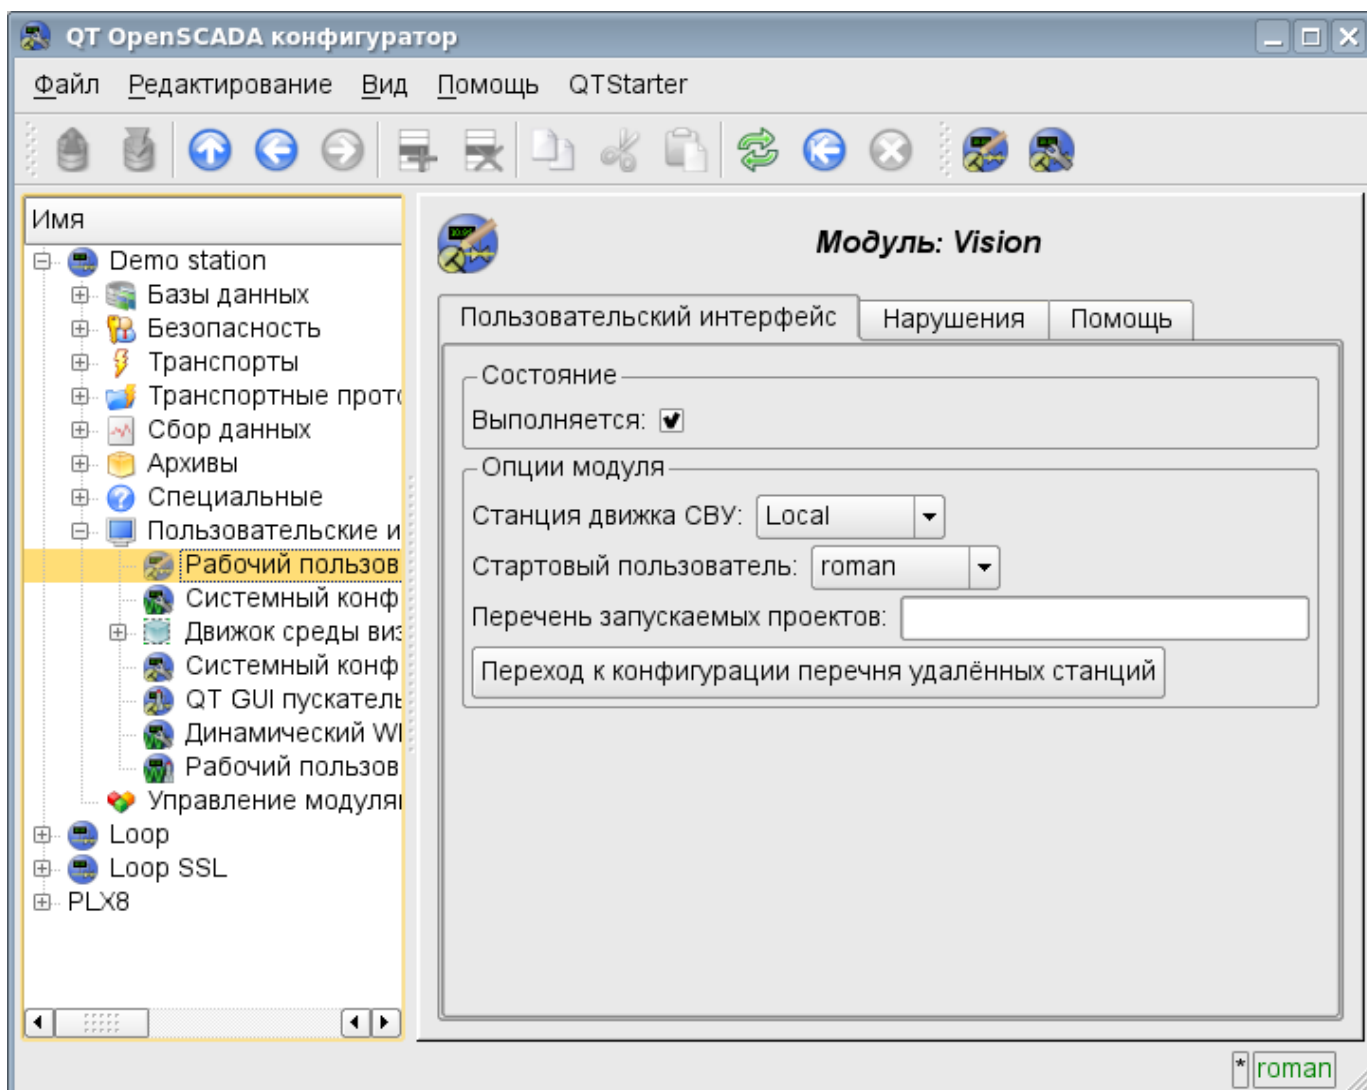 QT OpenSCADA конфигуратор
Файл Редактирование Вид Помощь QTStarter
Имя
Demo station
Базы данных
Безопасность
Транспорты
Транспортные прото
Сбор данных
Архивы
Специальные
Пользовательские и
Рабочий пользов
Системный конф
Движок среды виз
Системный конф
QT GUI пускатель
Динамический WI
Рабочий пользов
Управление модуля
Loop
Loop SSL
PLX8
Модуль: Vision
Пользовательский интерфейс Нарушения Помощь
Состояние
Выполняется:
Опции модуля
Станция движка СВУ: Local
Стартовый пользователь: roman
Перечень запускаемых проектов:
Переход к конфигурации перечня удалённых станций
* roman